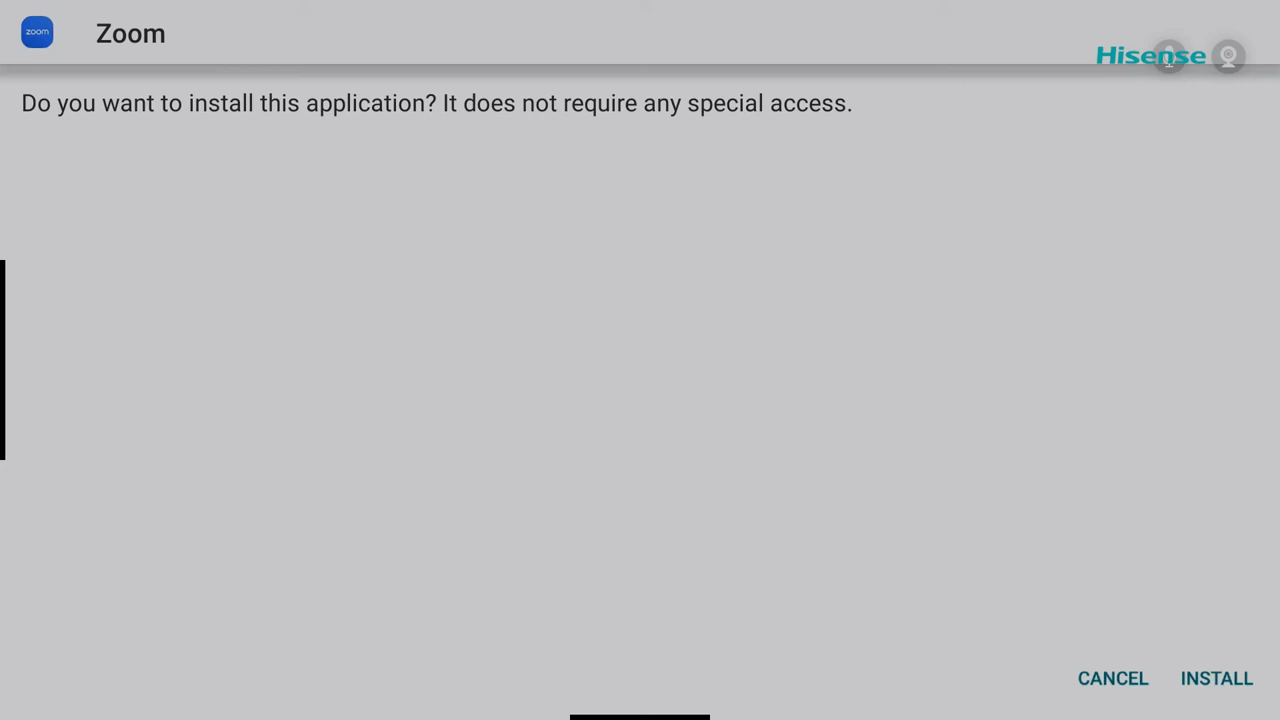 zoom
Zoom
Hisense
Do you want to install this application? It does not require any special access.
CANCEL
INSTALL